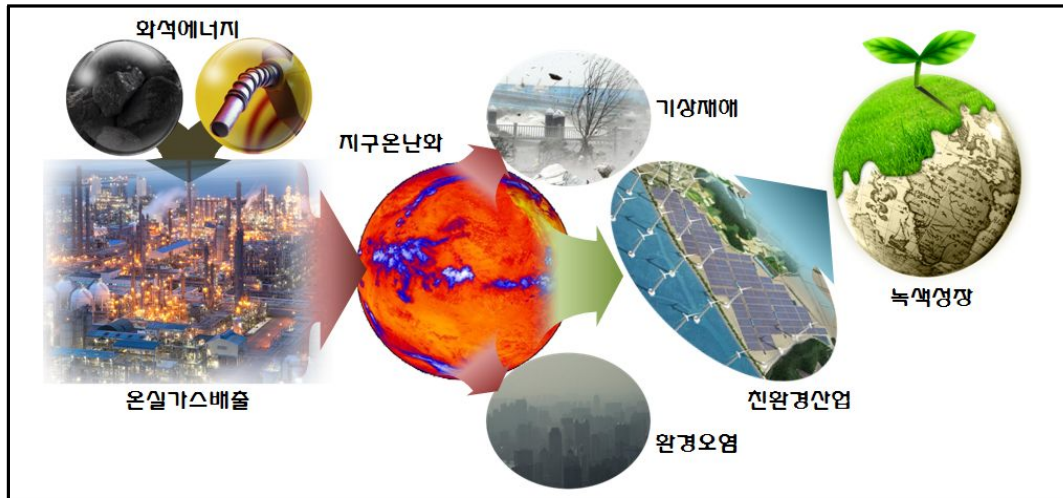 화석에너지
지구온난화
기상재애
온실가스배출
환경오염
친환경산업
녹색성장